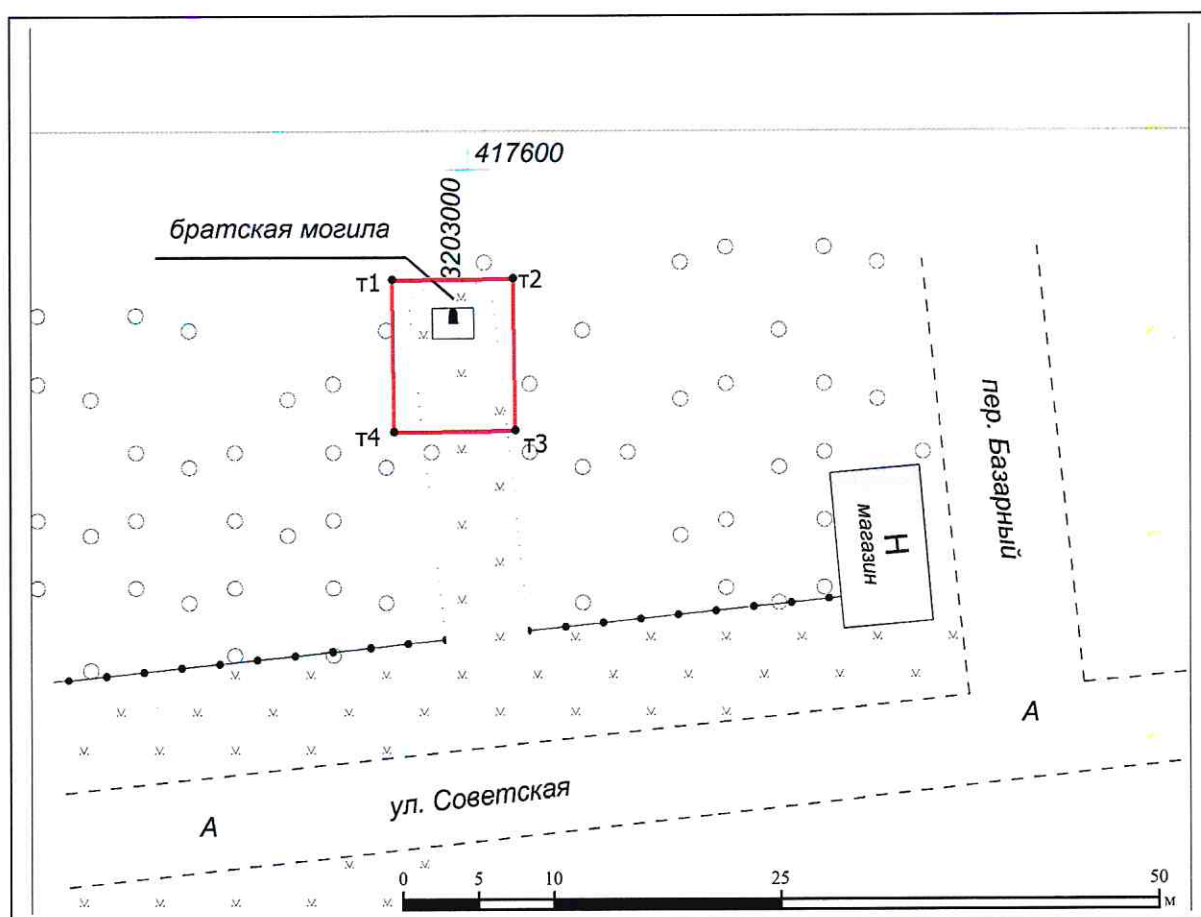 417600
3203000
братская могила
т1
т2
т4
т3
пер. Базарный
Н
магазин
А
ул. Советская
А
0 5 10 25 50
м